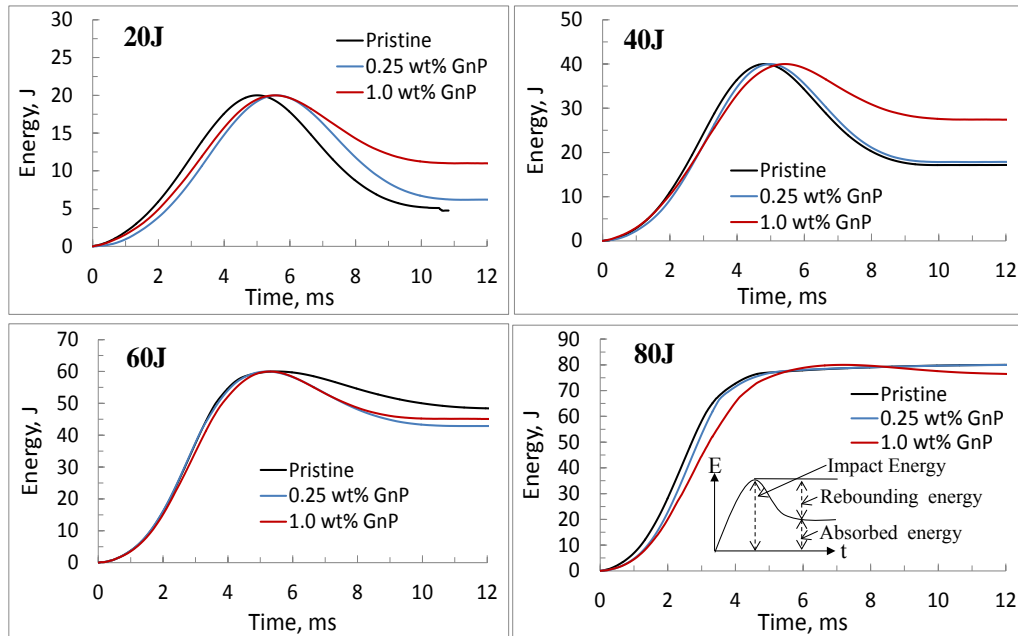 20J
30
25
20
15
10
5
0
Energy, J
Pristine
0.25 wt% GnP
1.0 wt% GnP
0 2 4 6 8 10 12
Time, ms
40J
50
40
30
20
10
0
Energy, J
Pristine
0.25 wt% GnP
1.0 wt% GnP
0 2 4 6 8 10 12
Time, ms
60J
70
60
50
40
30
20
10
0
Energy, J
Pristine
0.25 wt% GnP
1.0 wt% GnP
0 2 4 6 8 10 12
Time, ms
80J
90
80
70
60
50
40
30
20
10
0
Energy, J
Pristine
0.25 wt% GnP
1.0 wt% GnP
E
Impact Energy
Rebounding energy
Absorbed energy
t
0 2 4 6 8 10 12
Time, ms